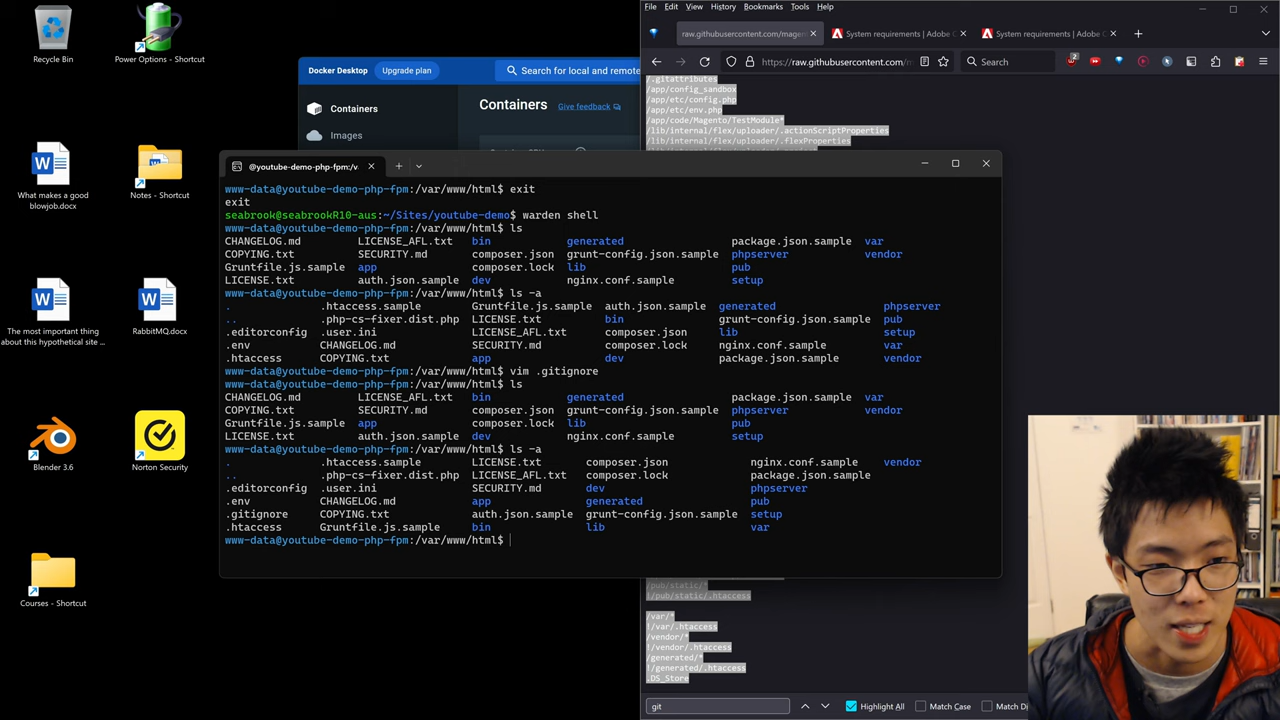 Recycle Bin
Power Options - Shortcut
What makes a good
blowjob.docx
Notes - Shortcut
The most important thing
about this hypothetical site ...
RabbitMQ.docx
Blender 3.6
Norton Security
Courses - Shortcut
Docker Desktop
Upgrade plan
Search for local and remote
Containers
Images
Containers
Give feedback
File
Edit
View
History
Bookmarks
Tools
Help
raw.githubusercontent.com/magen
System requirements | Adobe C
System requirements | Adobe C
https://raw.githubusercontent.com/
Search
2
/.gitattributes
/app/config_sandbox
/app/etc/config.php
/app/etc/env.php
/app/code/Magento/TestModule*
/lib/internal/flex/uploader/.actionScriptProperties
/lib/internal/flex/uploader/.flexProperties
@youtube-demo-php-fpm:/v
www-data@youtube-demo-php-fpm:/var/www/html$ exit
exit
seabrook@seabrookR10-aus:~/Sites/youtube-demo$ warden shell
www-data@youtube-demo-php-fpm:/var/www/html$ ls
CHANGELOG.md LICENSE_AFL.txt bin generated package.json.sample var
COPYING.txt SECURITY.md composer.json grunt-config.json.sample phpserver vendor
Gruntfile.js.sample app composer.lock lib pub
LICENSE.txt auth.json.sample dev nginx.conf.sample setup
www-data@youtube-demo-php-fpm:/var/www/html$ ls -a
. .htaccess.sample Gruntfile.js.sample auth.json.sample generated phpserver
.. .php-cs-fixer.dist.php LICENSE.txt bin grunt-config.json.sample pub
.editorconfig .user.ini LICENSE_AFL.txt composer.json lib setup
.env CHANGELOG.md SECURITY.md composer.lock nginx.conf.sample var
.htaccess COPYING.txt app dev package.json.sample vendor
www-data@youtube-demo-php-fpm:/var/www/html$ vim .gitignore
www-data@youtube-demo-php-fpm:/var/www/html$ ls
CHANGELOG.md LICENSE_AFL.txt bin generated package.json.sample var
COPYING.txt SECURITY.md composer.json grunt-config.json.sample phpserver vendor
Gruntfile.js.sample app composer.lock lib pub
LICENSE.txt auth.json.sample dev nginx.conf.sample setup
www-data@youtube-demo-php-fpm:/var/www/html$ ls -a
. .htaccess.sample LICENSE.txt composer.json nginx.conf.sample vendor
.. .php-cs-fixer.dist.php LICENSE_AFL.txt composer.lock package.json.sample
.editorconfig .user.ini SECURITY.md dev phpserver
.env CHANGELOG.md app generated pub
.gitignore COPYING.txt auth.json.sample grunt-config.json.sample setup
.htaccess Gruntfile.js.sample bin lib var
www-data@youtube-demo-php-fpm:/var/www/html$
/pub/static/*
!/pub/static/.htaccess
/var/*
!/var/.htaccess
/vendor/*
!/vendor/.htaccess
/generated/*
!/generated/.htaccess
.DS_Store
git
Highlight All
Match Case
Match Di